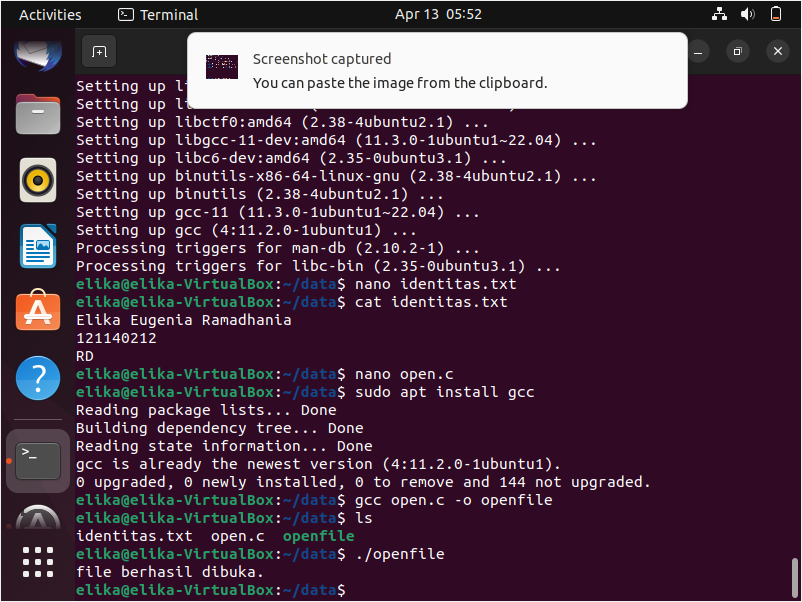 Activities
Terminal
Apr 13 05:52
Screenshot captured
You can paste the image from the clipboard.
Setting up
Setting up
Setting up libctf0:amd64 (2.38-4ubuntu2.1) ...
Setting up libgcc-11-dev:amd64 (11.3.0-1ubuntu1~22.04) ...
Setting up libc6-dev:amd64 (2.35-0ubuntu3.1) ...
Setting up binutils-x86-64-linux-gnu (2.38-4ubuntu2.1) ...
Setting up binutils (2.38-4ubuntu2.1) ...
Setting up gcc-11 (11.3.0-1ubuntu1~22.04) ...
Setting up gcc (4:11.2.0-1ubuntu1) ...
Processing triggers for man-db (2.10.2-1) ...
Processing triggers for libc-bin (2.35-0ubuntu3.1) ...
elika@elika-VirtualBox:~/data$ nano identitas.txt
elika@elika-VirtualBox:~/data$ cat identitas.txt
Elika Eugenia Ramadhania
121140212
RD
elika@elika-VirtualBox:~/data$ nano open.c
elika@elika-VirtualBox:~/data$ sudo apt install gcc
Reading package lists... Done
Building dependency tree... Done
Reading state information... Done
gcc is already the newest version (4:11.2.0-1ubuntu1).
0 upgraded, 0 newly installed, 0 to remove and 144 not upgraded.
elika@elika-VirtualBox:~/data$ gcc open.c -o openfile
elika@elika-VirtualBox:~/data$ ls
identitas.txt  open.c  openfile
elika@elika-VirtualBox:~/data$ ./openfile
file berhasil dibuka.
elika@elika-VirtualBox:~/data$